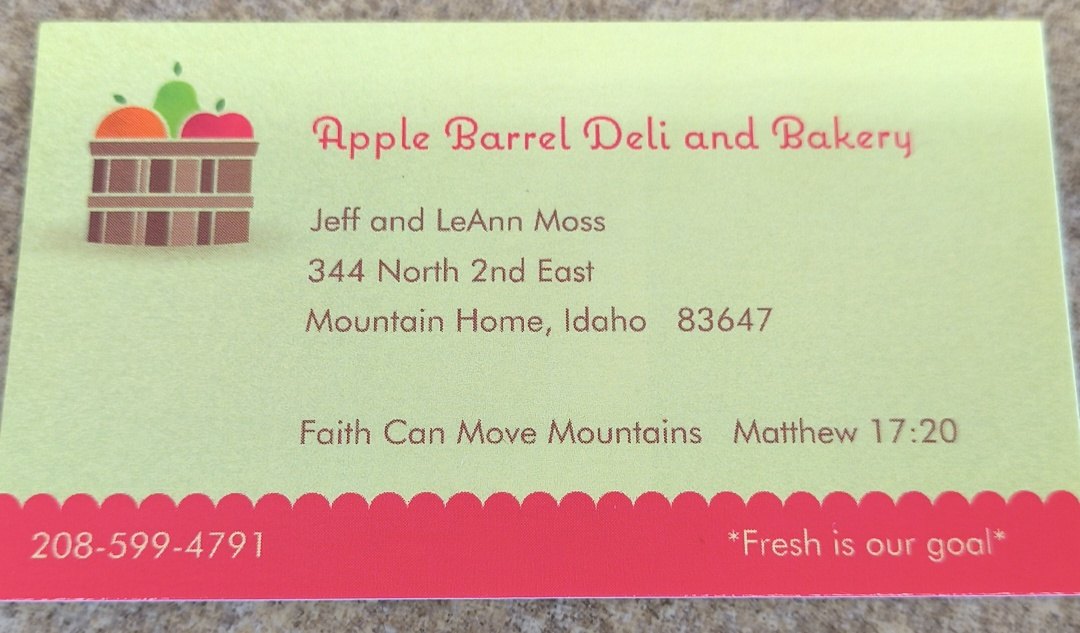 Apple Barrel Deli and Bakery
Jeff and LeAnn Moss
344 North 2nd East
Mountain Home, Idaho 83647
Faith Can Move Mountains Matthew 17:20
208-599-4791 *Fresh is our goal*